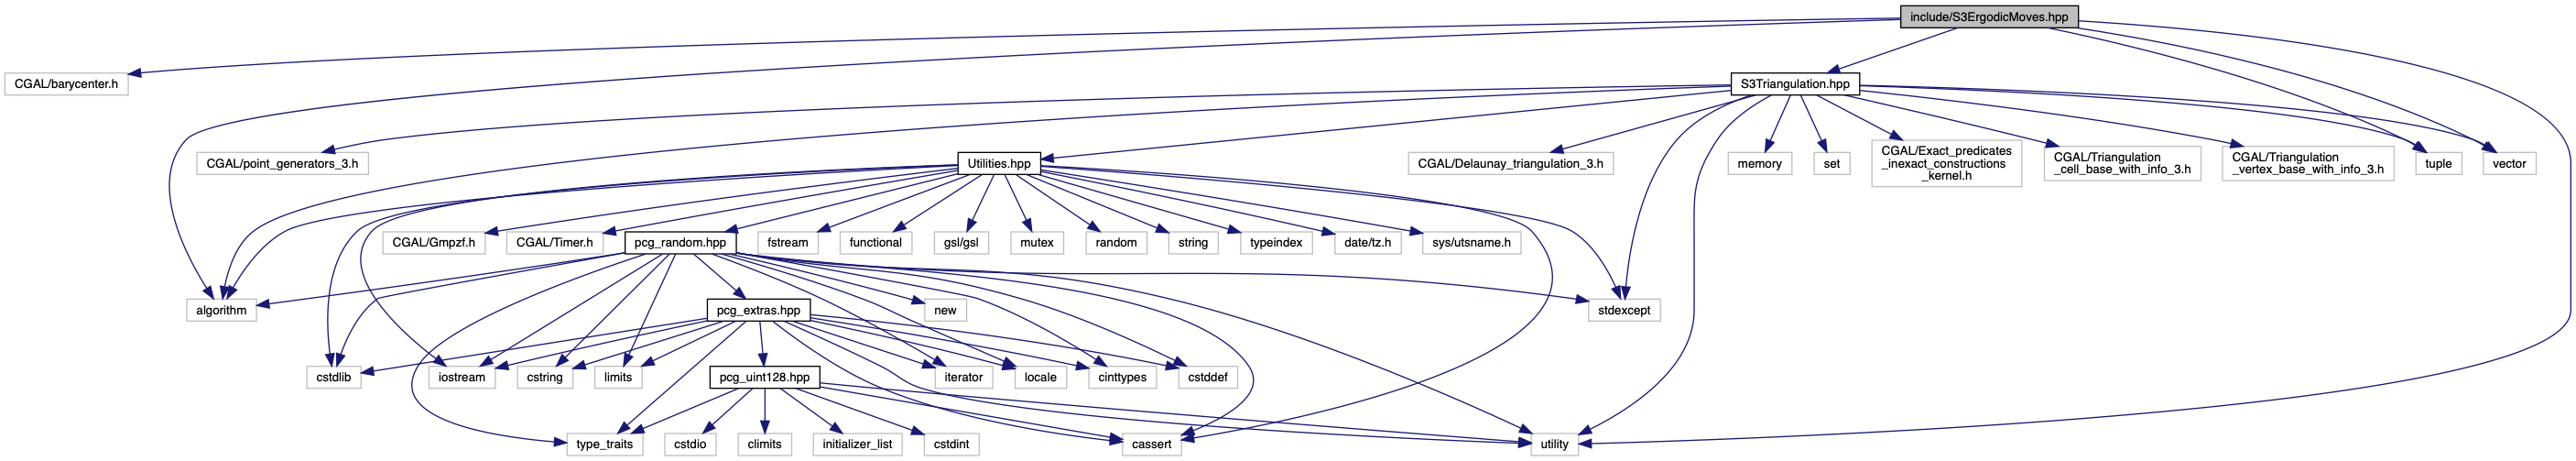 include/S3ErgodicMoves.hpp
CGAL/barycenter.h
S3Triangulation.hpp
CGAL/point_generators_3.h
Utilities.hpp
CGAL/Delaunay_triangulation_3.h
memory
set
CGAL/Exact_predicates
_inexact_constructions
_kernel.h
CGAL/Triangulation
_cell_base_with_info_3.h
CGAL/Triangulation
_vertex_base_with_info_3.h
tuple
vector
CGAL/Gmpzf.h
CGAL/Timer.h
pcg_random.hpp
fstream
functional
gsl/gsl
mutex
random
string
typeindex
date/tz.h
sys/utsname.h
algorithm
pcg_extras.hpp
new
stdexcept
cstdlib
iostream
cstring
limits
pcg_uint128.hpp
iterator
locale
cinttypes
cstddef
type_traits
cstdio
climits
initializer_list
cstdint
cassert
utility